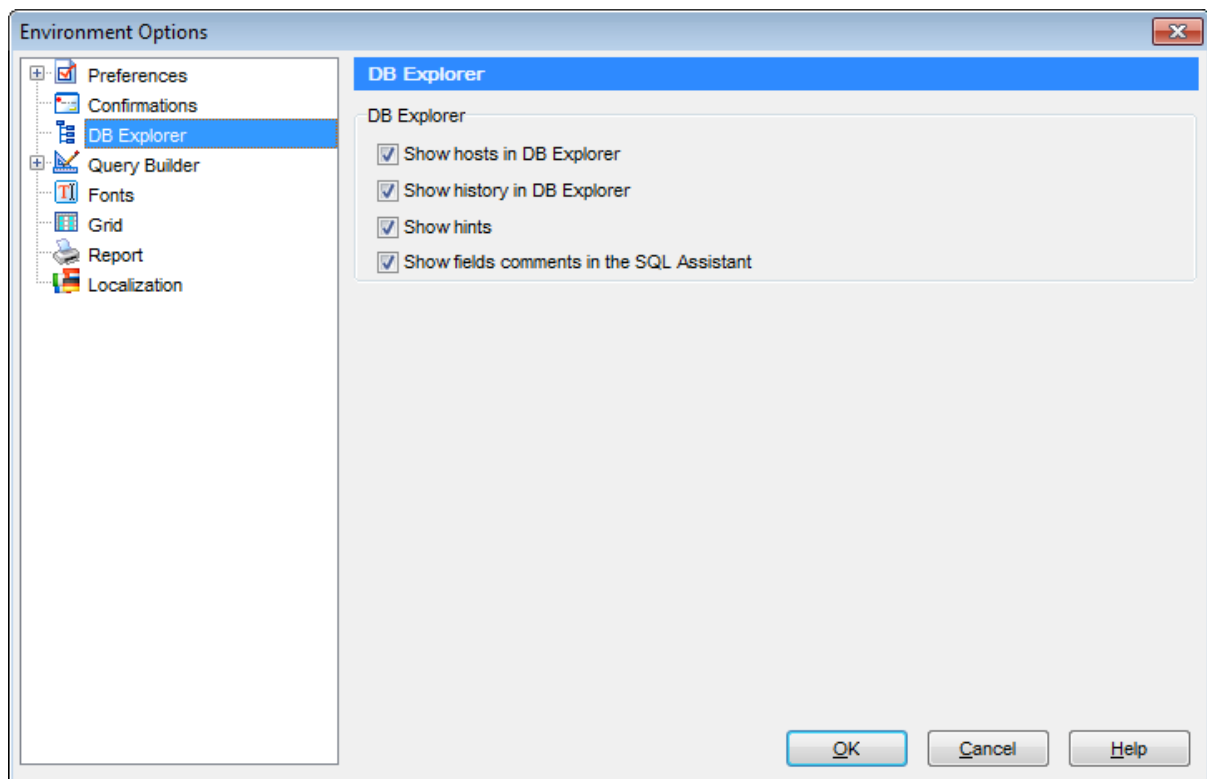 Environment Options
Preferences
Confirmations
DB Explorer
Query Builder
Fonts
Grid
Report
Localization
DB Explorer
DB Explorer
Show hosts in DB Explorer
Show history in DB Explorer
Show hints
Show fields comments in the SQL Assistant
OK
Cancel
Help